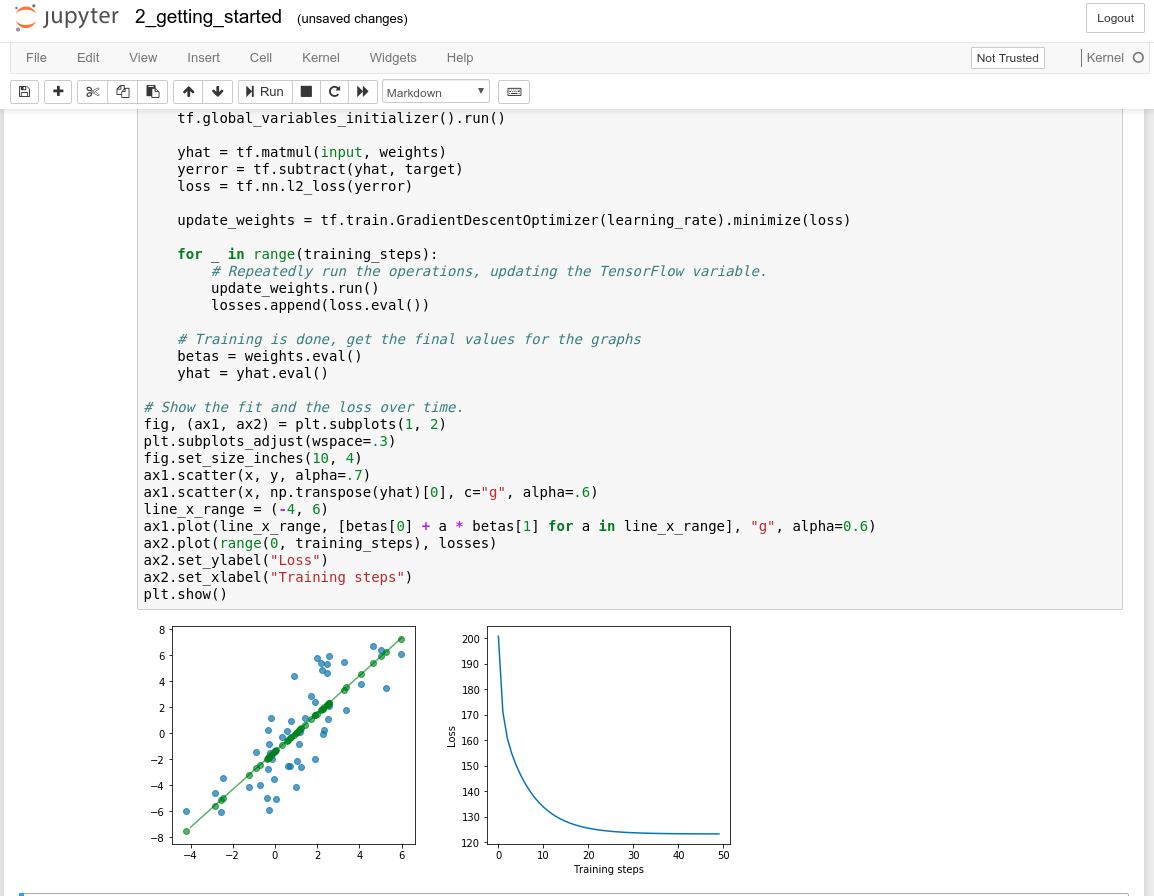 jupyter 2_getting_started (unsaved changes) Logout
File Edit View Insert Cell Kernel Widgets Help Not Trusted Kernel
Run Markdown
    tf.global_variables_initializer().run()
    yhat = tf.matmul(input, weights)
    yerror = tf.subtract(yhat, target)
    loss = tf.nn.l2_loss(yerror)
    update_weights = tf.train.GradientDescentOptimizer(learning_rate).minimize(loss)
    for _ in range(training_steps):
        # Repeatedly run the operations, updating the TensorFlow variable.
        update_weights.run()
        losses.append(loss.eval())
    # Training is done, get the final values for the graphs
    betas = weights.eval()
    yhat = yhat.eval()
# Show the fit and the loss over time.
fig, (ax1, ax2) = plt.subplots(1, 2)
plt.subplots_adjust(wspace=.3)
fig.set_size_inches(10, 4)
ax1.scatter(x, y, alpha=.7)
ax1.scatter(x, np.transpose(yhat)[0], c="g", alpha=.6)
line_x_range = (-4, 6)
ax1.plot(line_x_range, [betas[0] + a * betas[1] for a in line_x_range], "g", alpha=0.6)
ax2.plot(range(0, training_steps), losses)
ax2.set_ylabel("Loss")
ax2.set_xlabel("Training steps")
plt.show()
8
6
4
2
0
−2
−4
−6
−8
−4 −2 0 2 4 6
Loss
200
190
180
170
160
150
140
130
120
0 10 20 30 40 50
Training steps